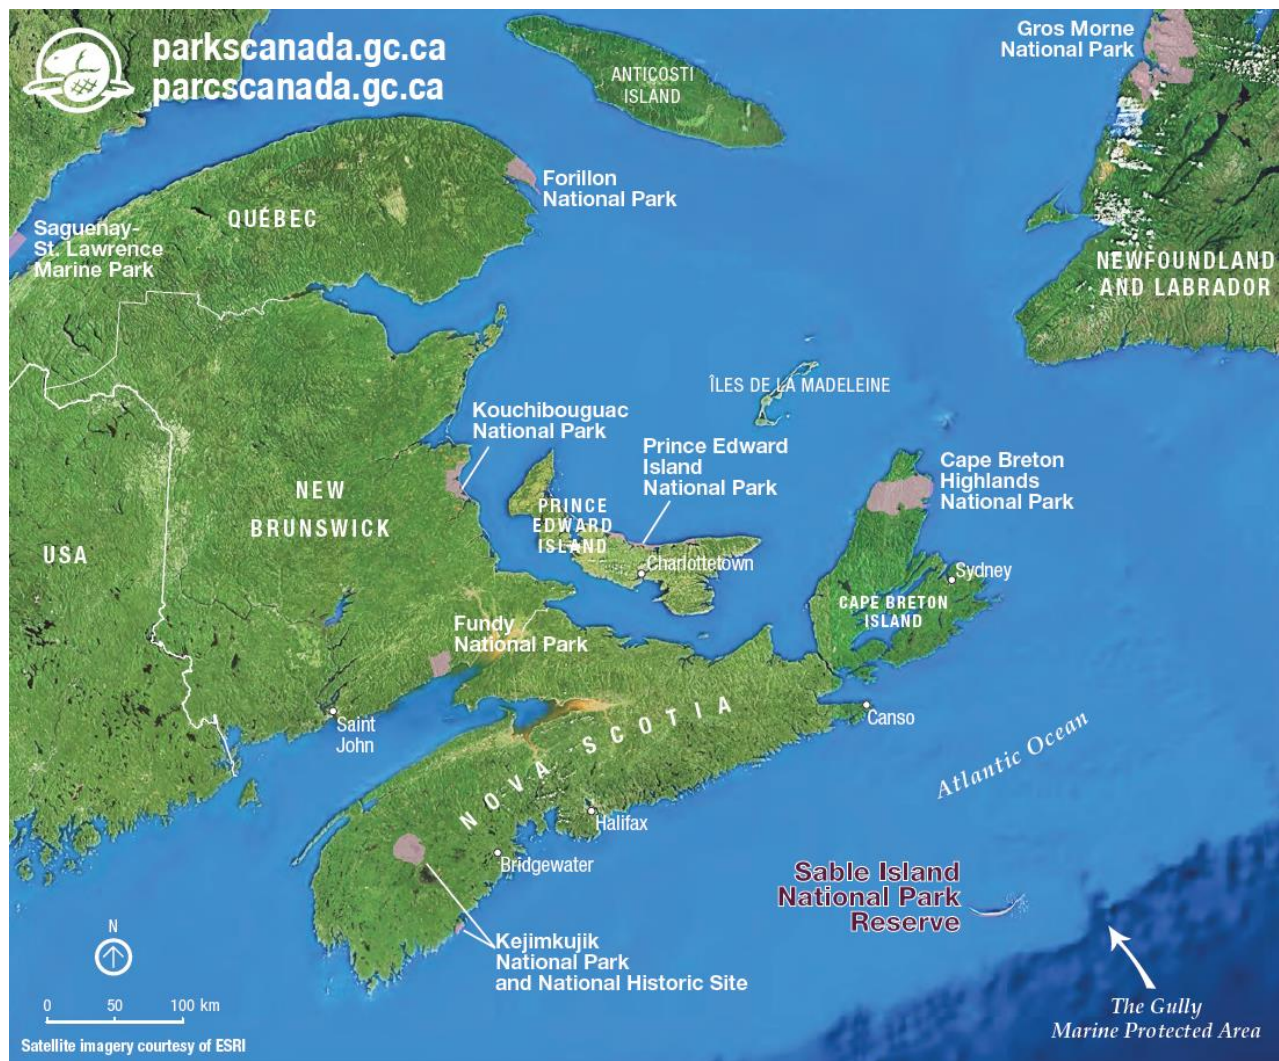 parkscanada.gc.ca
parcscanada.gc.ca
ANTICOSTI
ISLAND
Gros Morne
National Park
Forillon
National Park
QUÉBEC
Saguenay-
St. Lawrence
Marine Park
NEWFOUNDLAND
AND LABRADOR
ÎLES DE LA MADELEINE
Kouchibouguac
National Park
Prince Edward
Island
National Park
Cape Breton
Highlands
National Park
NEW
BRUNSWICK
PRINCE
EDWARD
ISLAND
USA
Charlottetown
Sydney
CAPE BRETON
ISLAND
Fundy
National Park
Saint
John
NOVA SCOTIA
Canso
Atlantic Ocean
Halifax
Bridgewater
Sable Island
National Park
Reserve
Kejimkujik
National Park
and National Historic Site
The Gully
Marine Protected Area
N
0 50 100 km
Satellite imagery courtesy of ESRI